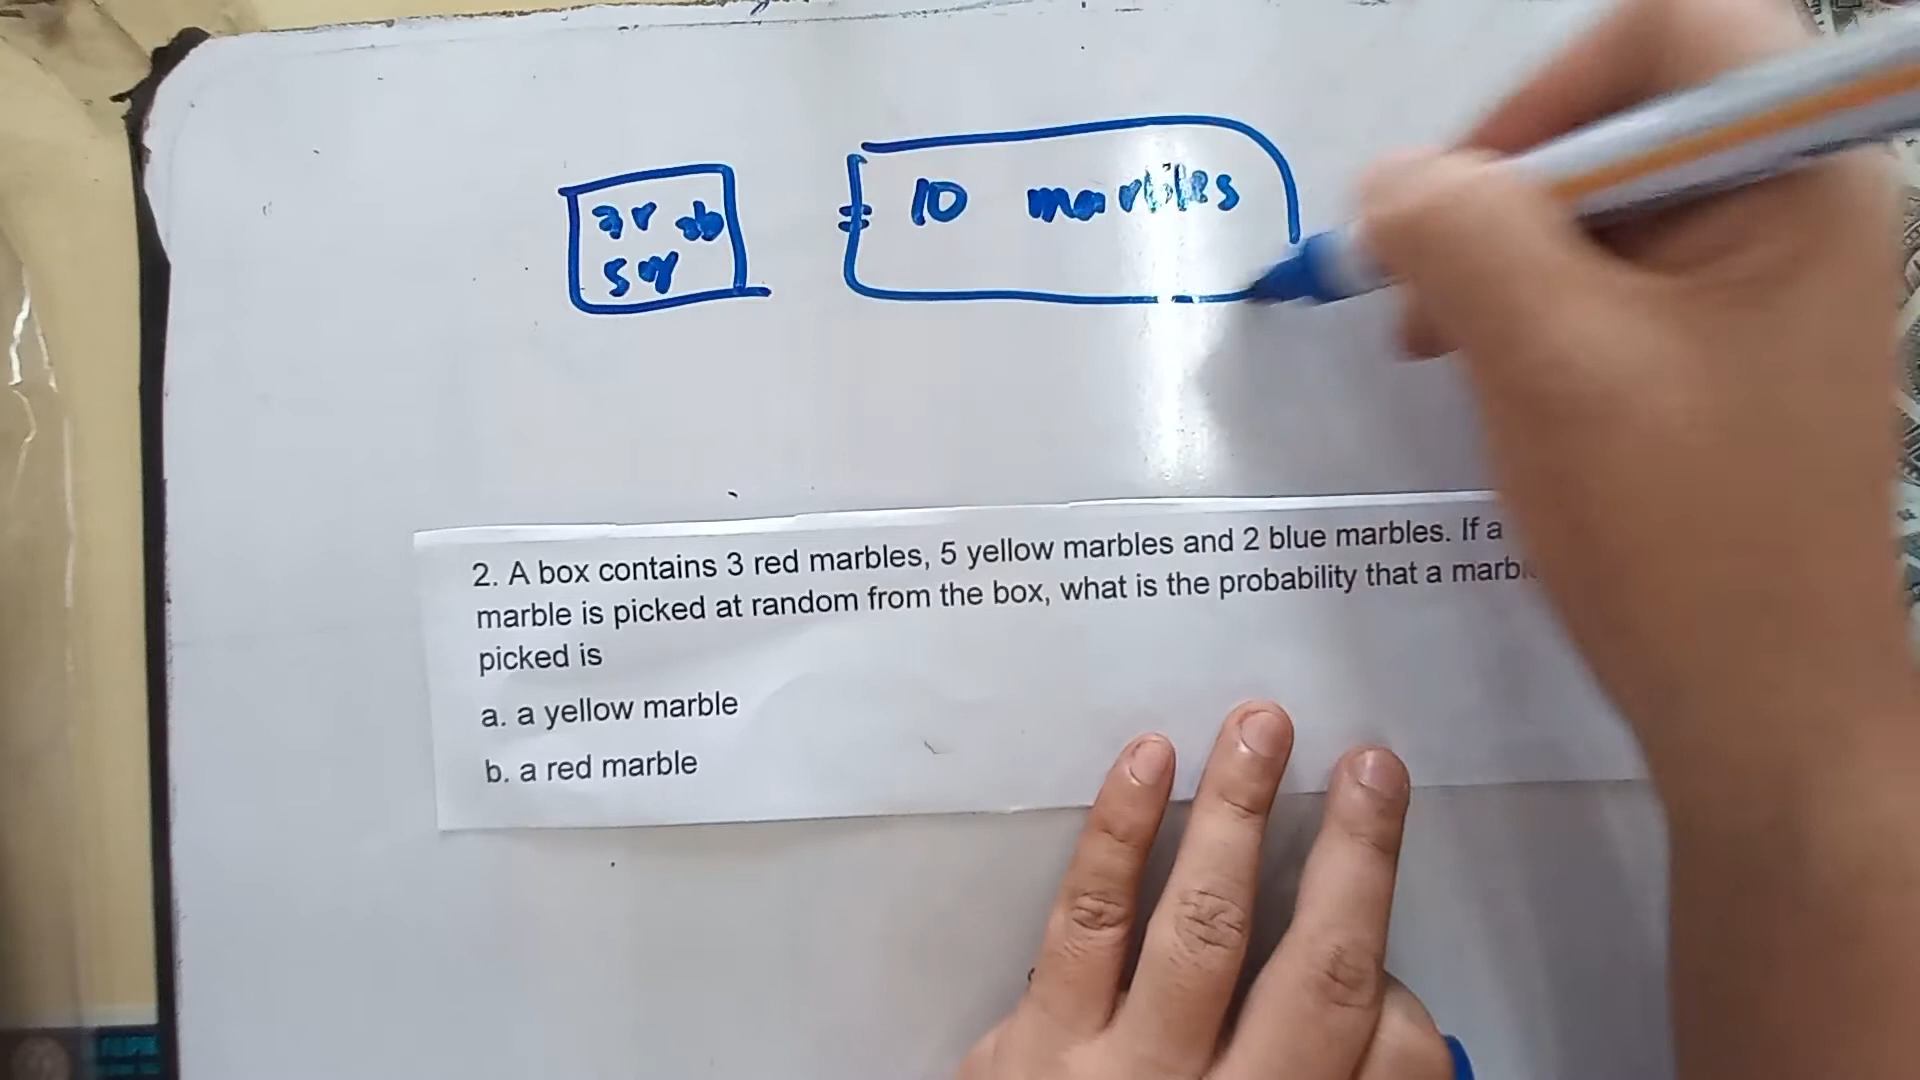 3r 2b
5y
= 10 marbles
2. A box contains 3 red marbles, 5 yellow marbles and 2 blue marbles. If a
marble is picked at random from the box, what is the probability that a
picked is
a. a yellow marble
b. a red marble